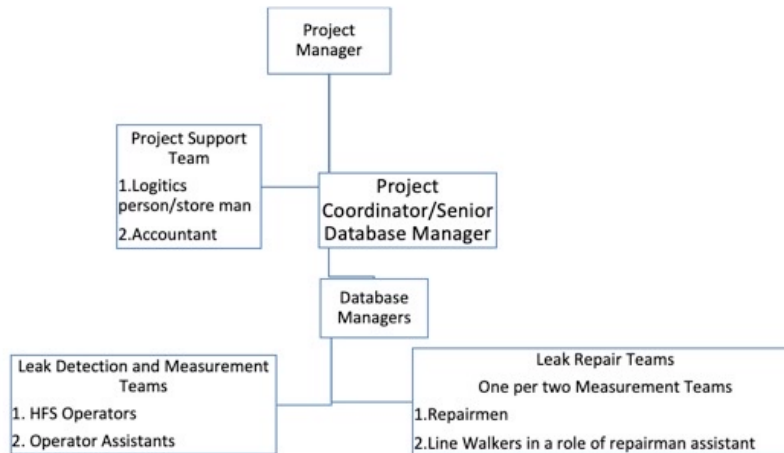 Project
Manager
Project Support
Team
1.Logitics
person/store man
2.Accountant
Project
Coordinator/Senior
Database Manager
Database
Managers
Leak Detection and Measurement
Teams
1. HFS Operators
2. Operator Assistants
Leak Repair Teams
One per two Measurement Teams
1.Repairmen
2.Line Walkers in a role of repairman assistant